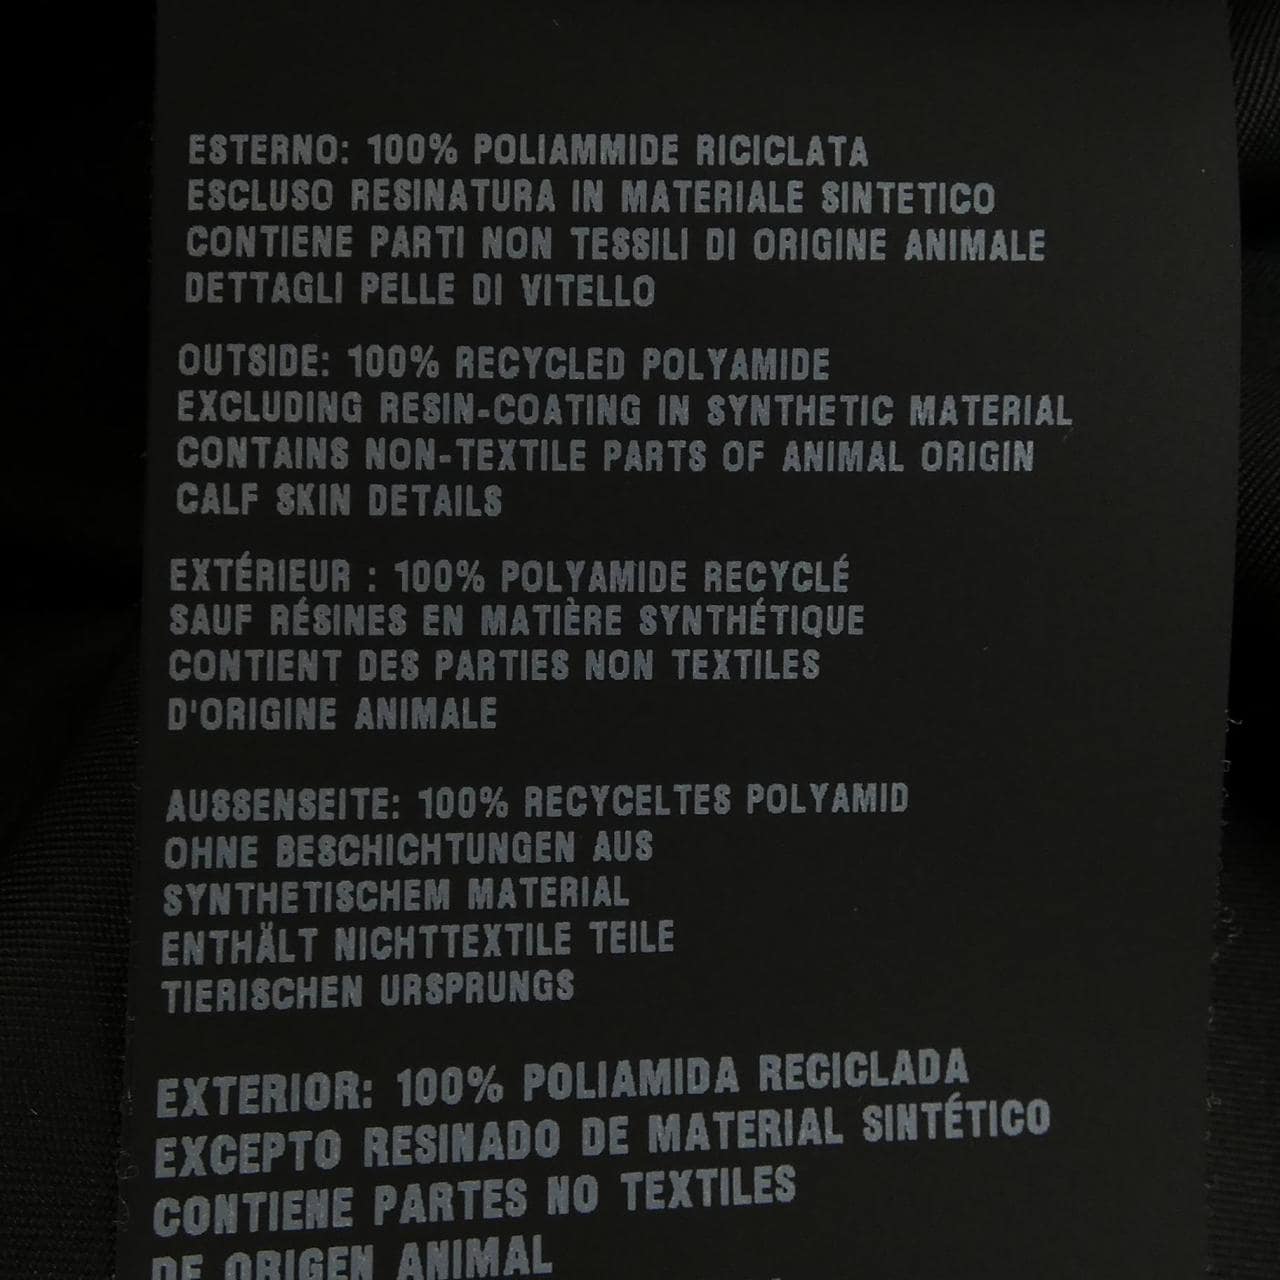 ESTERNO: 100% POLIAMMIDE RICICLATA
ESCLUSO RESINATURA IN MATERIALE SINTETICO
CONTIENE PARTI NON TESSILI DI ORIGINE ANIMALE
DETTAGLI PELLE DI VITELLO
OUTSIDE: 100% RECYCLED POLYAMIDE
EXCLUDING RESIN-COATING IN SYNTHETIC MATERIAL
CONTAINS NON-TEXTILE PARTS OF ANIMAL ORIGIN
CALF SKIN DETAILS
EXTÉRIEUR : 100% POLYAMIDE RECYCLÉ
SAUF RÉSINES EN MATIÈRE SYNTHÉTIQUE
CONTIENT DES PARTIES NON TEXTILES
D'ORIGINE ANIMALE
AUSSENSEITE: 100% RECYCELTES POLYAMID
OHNE BESCHICHTUNGEN AUS
SYNTHETISCHEM MATERIAL
ENTHÄLT NICHTTEXTILE TEILE
TIERISCHEN URSPRUNGS
EXTERIOR: 100% POLIAMIDA RECICLADA
EXCEPTO RESINADO DE MATERIAL SINTÉTICO
CONTIENE PARTES NO TEXTILES
DE ORIGEN ANIMAL